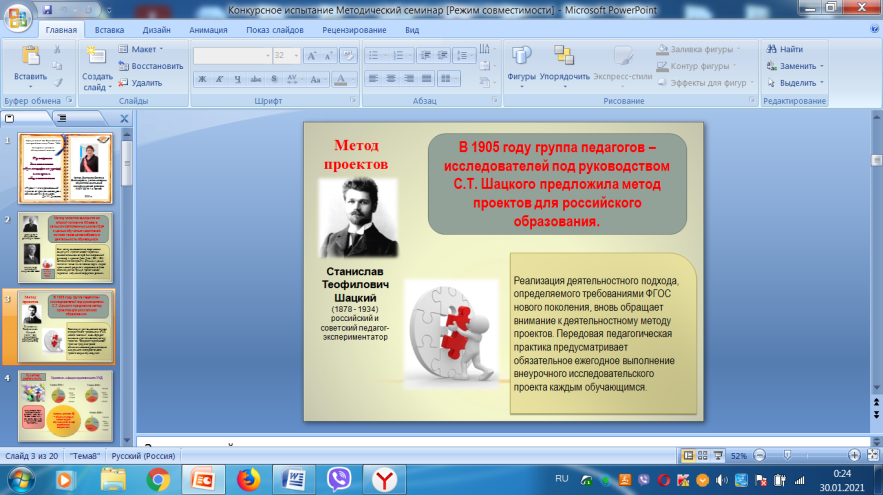 Конкурсное испытание Методический семинар [Режим совместимости] - Microsoft PowerPoint
Главная Вставка Дизайн Анимация Показ слайдов Рецензирование Вид
Вставить
Буфер обмена
Создать слайд
Макет
Восстановить
Удалить
Слайды
32
Ж К Ч abc S AV Aa A
Шрифт
Абзац
Фигуры Упорядочить Экспресс-стили
Заливка фигуры
Контур фигуры
Эффекты для фигур
Рисование
Найти
Заменить
Выделить
Редактирование
1
2
3
4
Метод
проектов
Станислав
Теофилович
Шацкий
(1878 - 1934)
российский и
советский педагог-
экспериментатор
В 1905 году группа педагогов –
исследователей под руководством
С.Т. Шацкого предложила метод
проектов для российского
образования.
Реализация деятельностного подхода,
определяемого требованиями ФГОС
нового поколения, вновь обращает
внимание к деятельностному методу
проектов. Передовая педагогическая
практика предусматривает
обязательное ежегодное выполнение
внеурочного исследовательского
проекта каждым обучающимся.
Слайд 3 из 20 "Тема8" Русский (Россия)
52%
RU
0:24
30.01.2021